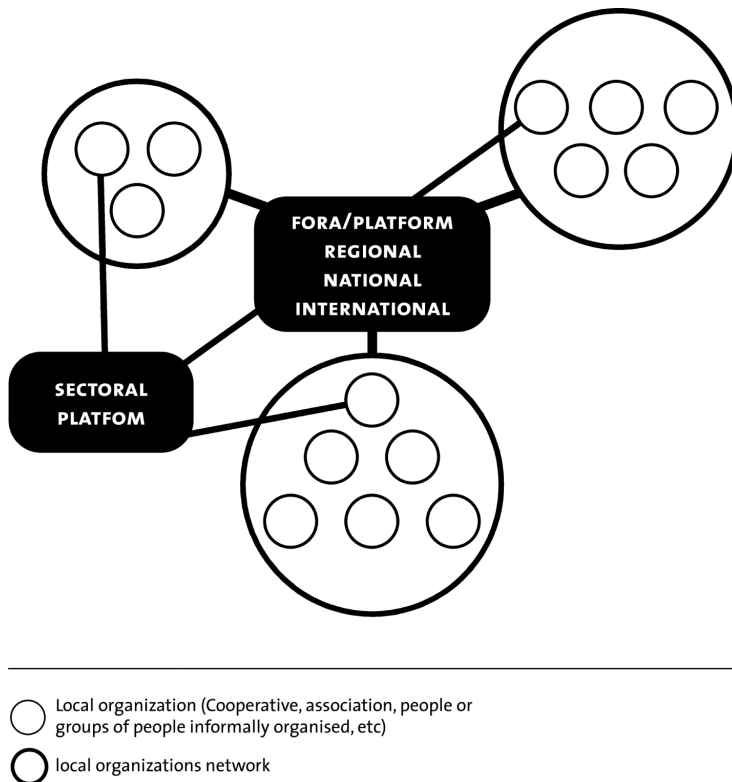 FORA/PLATFORM
REGIONAL
NATIONAL
INTERNATIONAL
SECTORAL
PLATFOM
Local organization (Cooperative, association, people or
groups of people informally organised, etc)
local organizations network